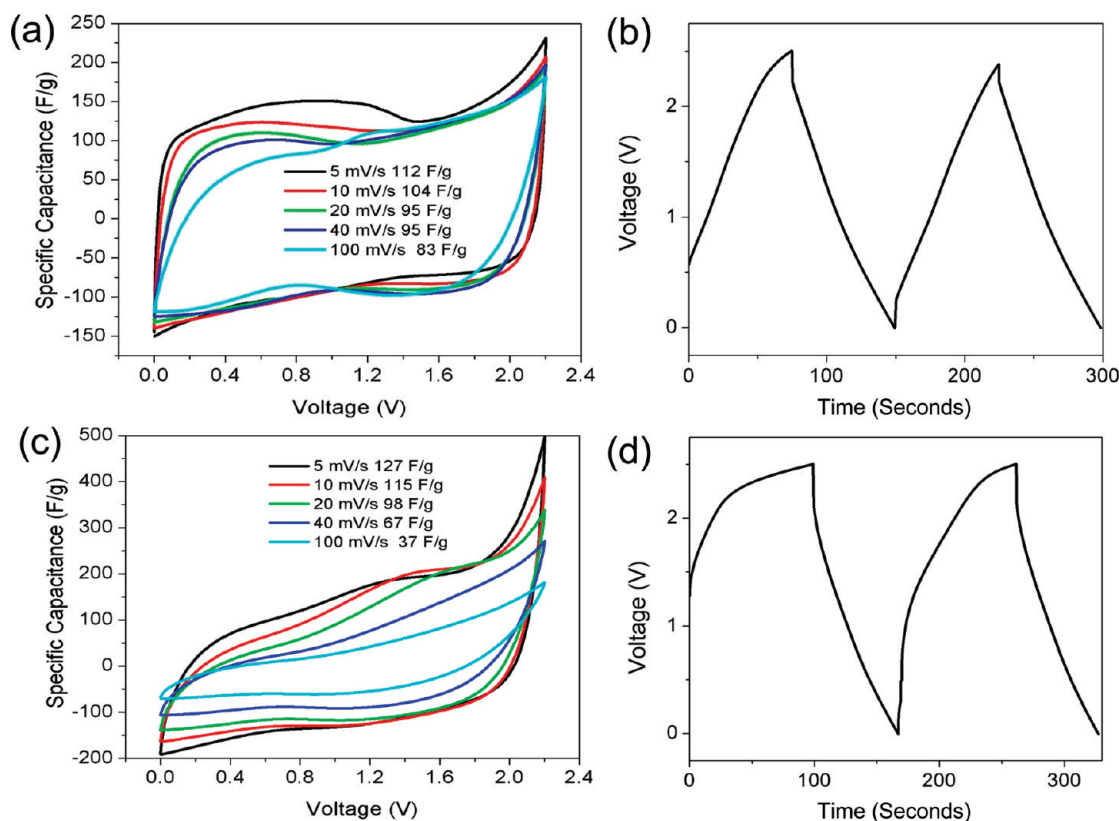 (a)
250
200
150
100
50
0
-50
-100
-150
Specific Capacitance (F/g)
5 mV/s 112 F/g
10 mV/s 104 F/g
20 mV/s 95 F/g
40 mV/s 95 F/g
100 mV/s 83 F/g
0.0 0.4 0.8 1.2 1.6 2.0 2.4
Voltage (V)
(b)
2
1
0
Voltage (V)
0 100 200 300
Time (Seconds)
(c)
500
400
300
200
100
0
-100
-200
Specific Capacitance (F/g)
5 mV/s 127 F/g
10 mV/s 115 F/g
20 mV/s 98 F/g
40 mV/s 67 F/g
100 mV/s 37 F/g
0.0 0.4 0.8 1.2 1.6 2.0 2.4
Voltage (V)
(d)
2
1
0
Voltage (V)
0 100 200 300
Time (Seconds)